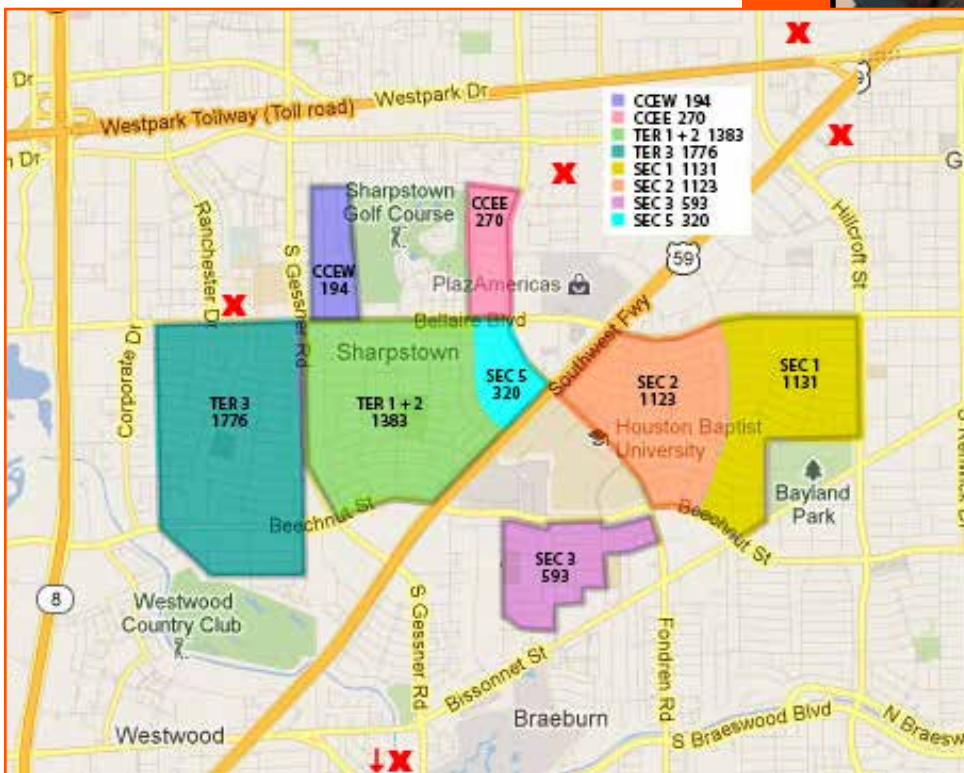 X
Dr
Westpark Dr
Westpark Tollway (Toll road)
n Dr
X
X
G
CCEW 194
CCEE 270
TER 1 + 2 1383
TER 3 1776
SEC 1 1131
SEC 2 1123
SEC 3 593
SEC 5 320
Sharpstown
Golf Course
CCEE
270
Ranchester Dr
S Gessner Rd
Hillcroft St
59
CCEW
194
PlazAmericas
X
Bellaire Blvd
Southwest Fwy
Corporate Dr
Sharpstown
SEC 5
320
SEC 2
1123
SEC 1
1131
TER 3
1776
TER 1 + 2
1383
Houston Baptist
University
Bayland
Park
Beechnut St
Beechnut St
SEC 3
593
8
Westwood
Country Club
S Gessner Rd
Bissonnet St
Fondren Rd
Braeburn
S Braeswood Blvd
N Braesw
Westwood
↓X